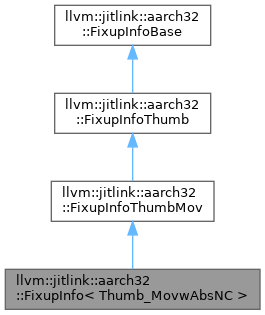 llvm::jitlink::aarch32
::FixupInfoBase
llvm::jitlink::aarch32
::FixupInfoThumb
llvm::jitlink::aarch32
::FixupInfoThumbMov
llvm::jitlink::aarch32
::FixupInfo< Thumb_MovwAbsNC >